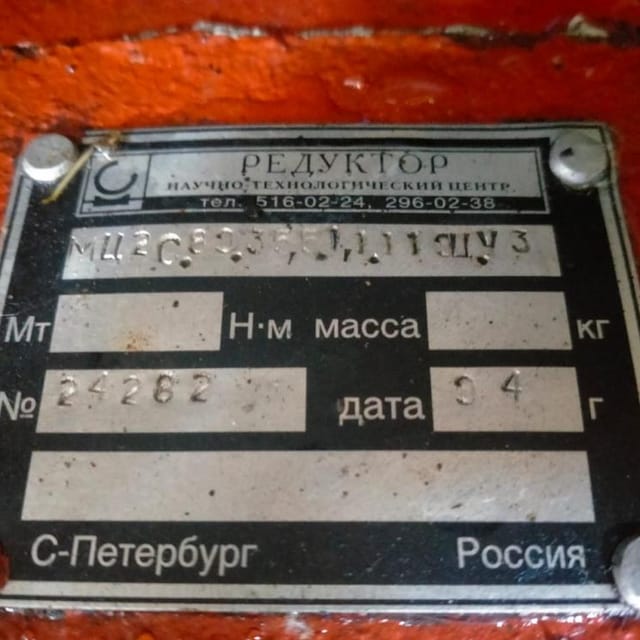 РЕДУКТОР
НАУЧНО-ТЕХНОЛОГИЧЕСКИЙ ЦЕНТР.
тел. 516-02-24, 296-02-38
Мт Н·м масса кг
№ 24282 дата 04 г
С-Петербург Россия